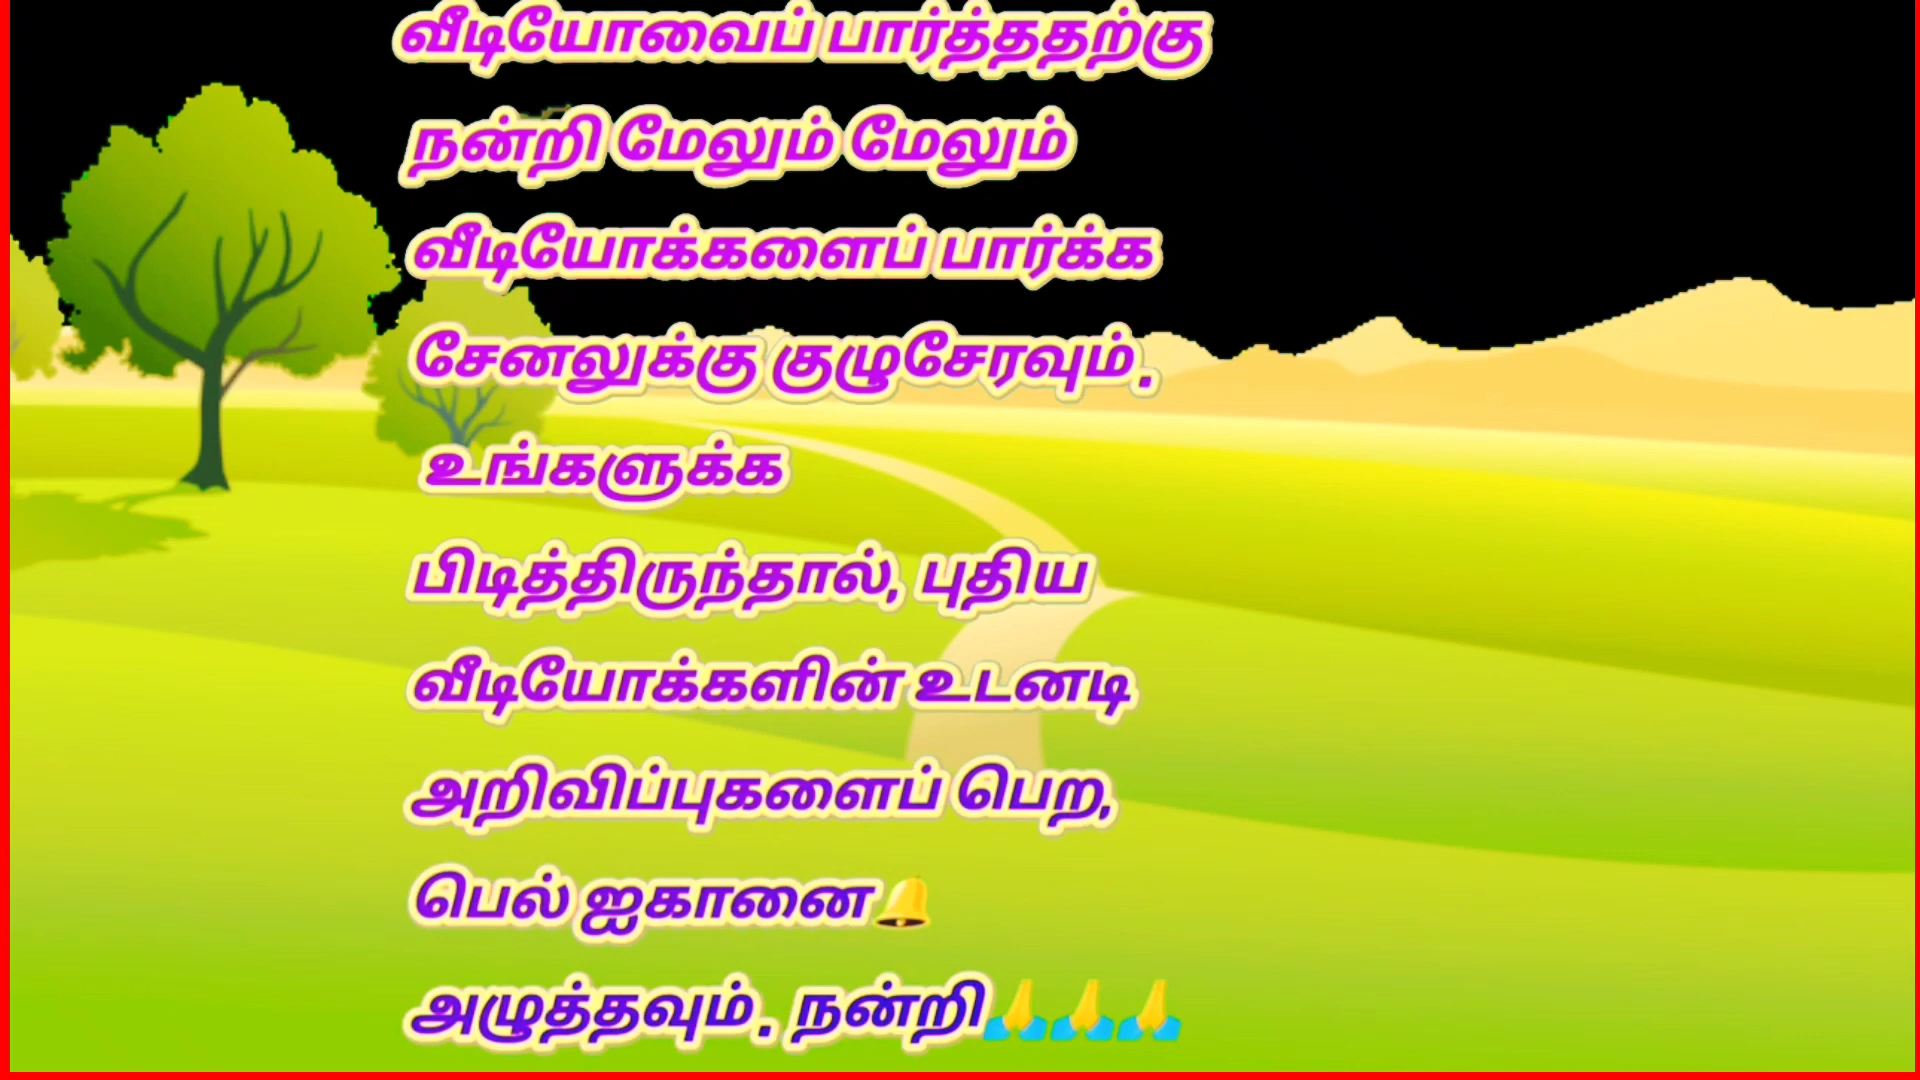 வீடியோவைப் பார்த்ததற்கு
நன்றி மேலும் மேலும்
வீடியோக்களைப் பார்க்க
சேனலுக்கு குழுசேரவும்.
உங்களுக்க
பிடித்திருந்தால், புதிய
வீடியோக்களின் உடனடி
அறிவிப்புகளைப் பெற,
பெல் ஐகானை🔔
அழுத்தவும். நன்றி🙏🙏🙏